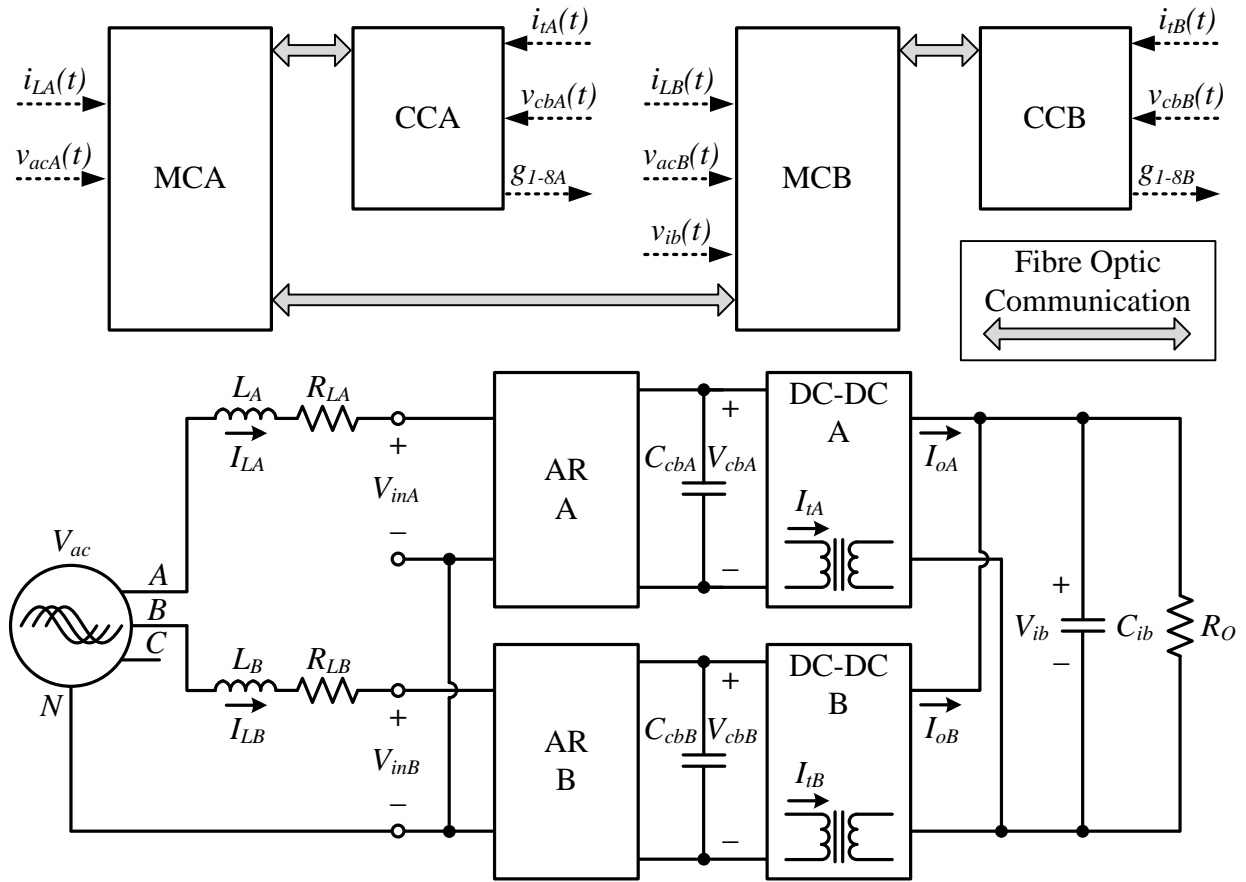 i_tA(t)
i_tB(t)
i_LA(t)
v_cbA(t)
i_LB(t)
v_cbB(t)
CCA
CCB
v_acA(t)
MCA
g_1-8A
v_acB(t)
MCB
g_1-8B
v_ib(t)
Fibre Optic
Communication
L_A
R_LA
I_LA
+
V_inA
−
AR
A
C_cbA
+
V_cbA
−
DC-DC
A
I_tA
I_oA
V_ac
A
B
C
N
L_B
R_LB
I_LB
+
V_inB
−
AR
B
C_cbB
+
V_cbB
−
DC-DC
B
I_tB
I_oB
+
V_ib
−
C_ib
R_O